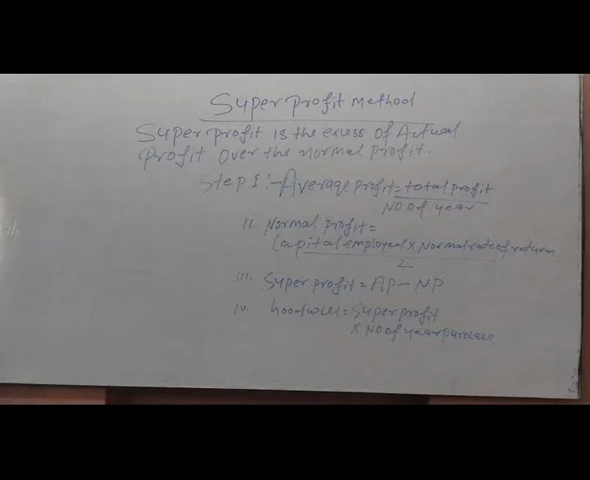 Super profit method
Super profit is the excess of Actual
profit over the normal profit.
Step I :- Average profit = total profit
No of year
II. Normal profit =
Capital employed X Normal rate of return
2
III. Super profit = AP - NP
IV. hoodwill = Super profit
X No of year purchase